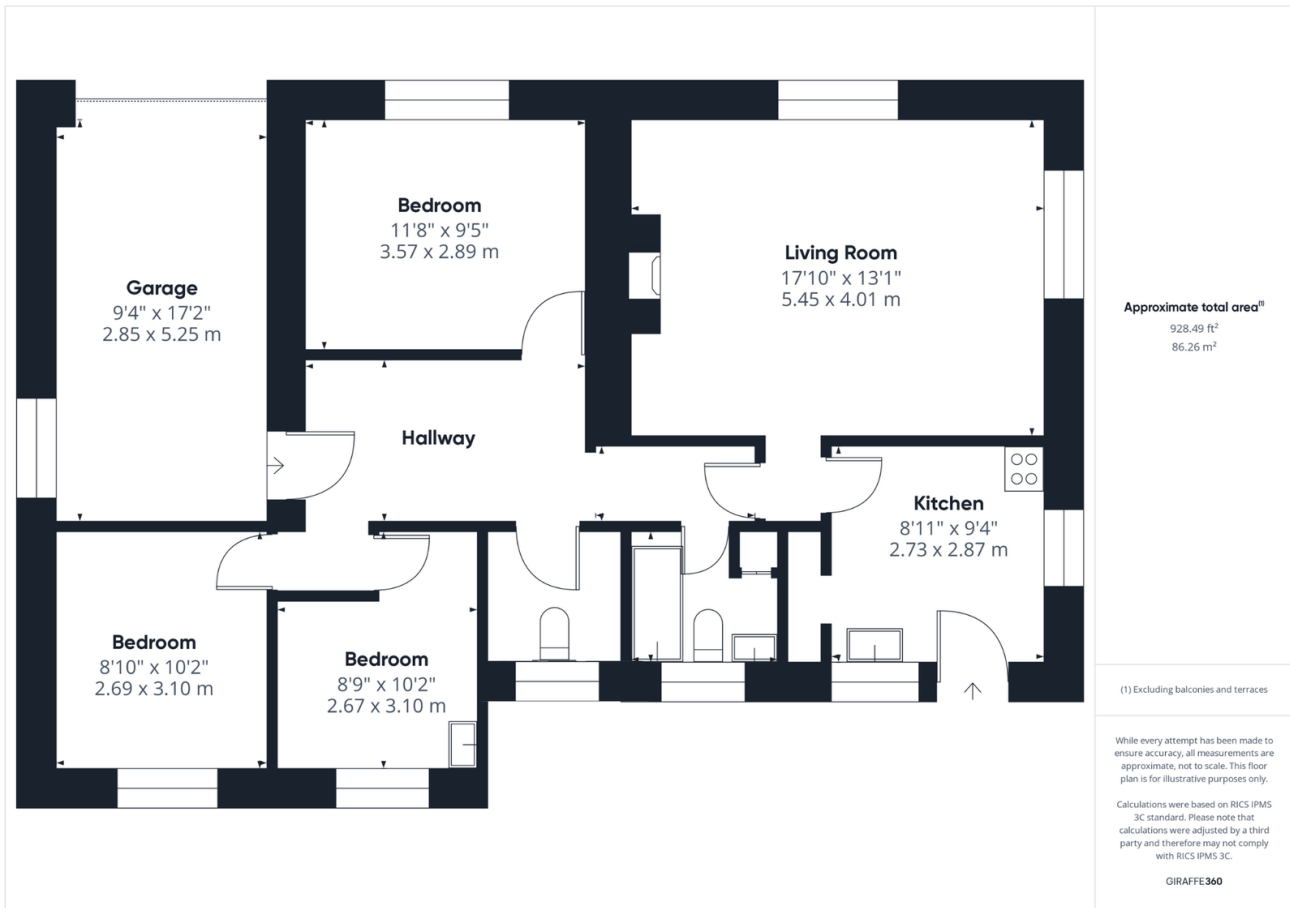 Garage
9'4" x 17'2"
2.85 x 5.25 m
Bedroom
11'8" x 9'5"
3.57 x 2.89 m
Living Room
17'10" x 13'1"
5.45 x 4.01 m
Hallway
Kitchen
8'11" x 9'4"
2.73 x 2.87 m
Bedroom
8'10" x 10'2"
2.69 x 3.10 m
Bedroom
8'9" x 10'2"
2.67 x 3.10 m
Approximate total area⁽¹⁾
928.49 ft²
86.26 m²
(1) Excluding balconies and terraces
While every attempt has been made to
ensure accuracy, all measurements are
approximate, not to scale. This floor
plan is for illustrative purposes only.
Calculations were based on RICS IPMS
3C standard. Please note that
calculations were adjusted by a third
party and therefore may not comply
with RICS IPMS 3C.
GIRAFFE360